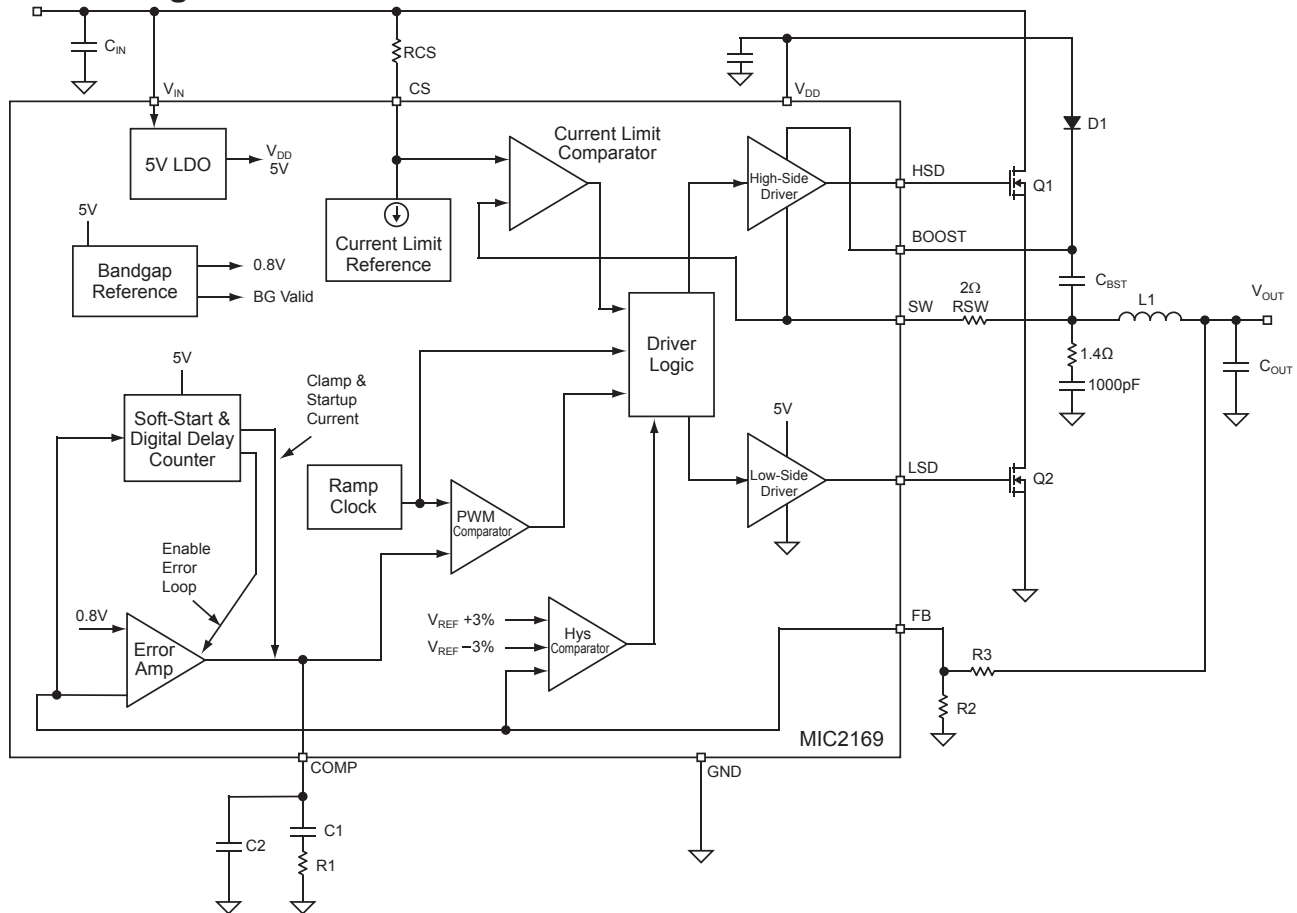 C_IN
RCS
V_IN
CS
V_DD
D1
5V LDO
V_DD
5V
Current Limit
Comparator
High-Side
Driver
HSD
Q1
5V
Current Limit
Reference
BOOST
Bandgap
Reference
0.8V
BG Valid
C_BST
2Ω
RSW
SW
L1
V_OUT
Driver
Logic
1.4Ω
1000pF
C_OUT
5V
Clamp &
Startup
Current
Soft-Start &
Digital Delay
Counter
5V
Low-Side
Driver
LSD
Q2
Ramp
Clock
PWM
Comparator
Enable
Error
Loop
0.8V
Error
Amp
V_REF +3%
V_REF −3%
Hys
Comparator
FB
R3
R2
MIC2169
COMP
GND
C2
C1
R1